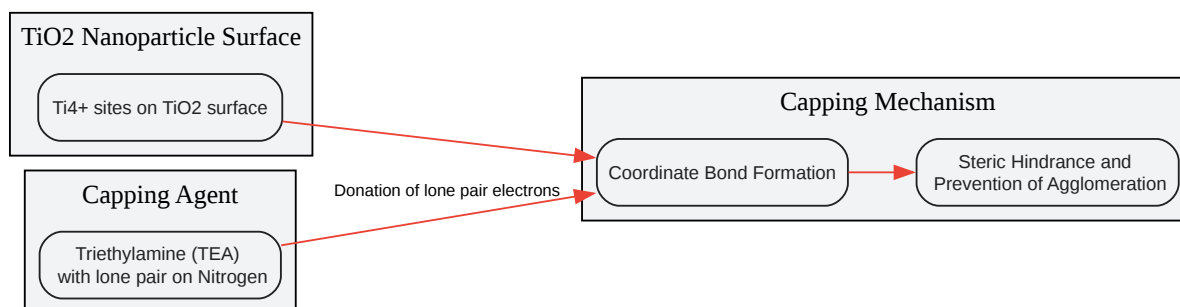 TiO2 Nanoparticle Surface
Ti4+ sites on TiO2 surface
Capping Agent
Triethylamine (TEA)
with lone pair on Nitrogen
Donation of lone pair electrons
Capping Mechanism
Coordinate Bond Formation
Steric Hindrance and
Prevention of Agglomeration